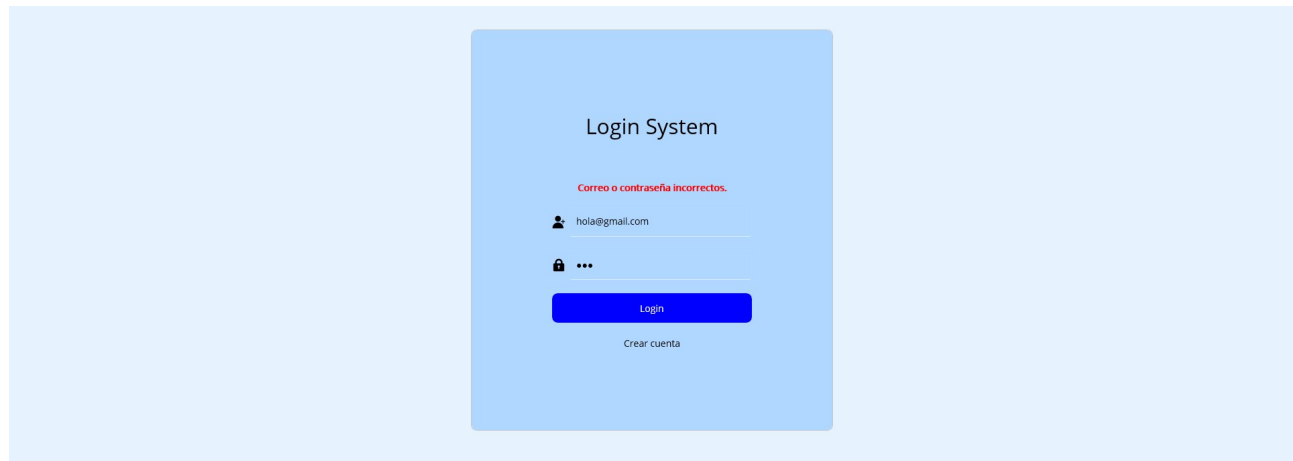 Login System
Correo o contraseña incorrectos.
hola@gmail.com
•••
Login
Crear cuenta